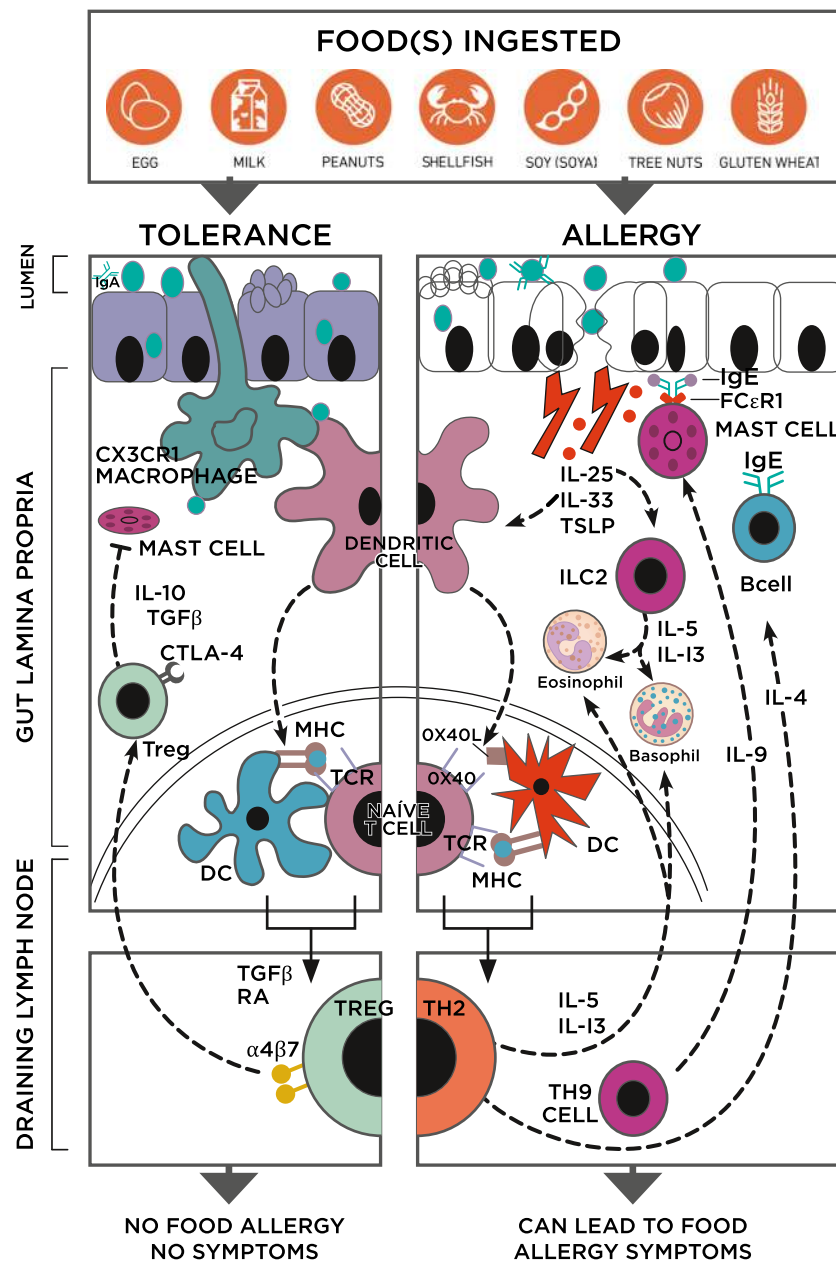 FOOD(S) INGESTED
EGG
MILK
PEANUTS
SHELLFISH
SOY (SOYA)
TREE NUTS
GLUTEN WHEAT
TOLERANCE
ALLERGY
LUMEN
IgA
IgE
FCεR1
MAST CELL
CX3CR1
MACROPHAGE
IL-25
IL-33
TSLP
IgE
MAST CELL
DENDRITIC
CELL
ILC2
Bcell
GUT LAMINA PROPRIA
IL-10
TGFβ
CTLA-4
IL-5
IL-I3
Eosinophil
IL-4
Treg
MHC
OX40L
Basophil
IL-9
TCR
OX40
NAÍVE
T CELL
TCR
DC
DC
MHC
DRAINING LYMPH NODE
TGFβ
RA
TREG
TH2
IL-5
IL-I3
α4β7
TH9
CELL
NO FOOD ALLERGY
NO SYMPTOMS
CAN LEAD TO FOOD
ALLERGY SYMPTOMS